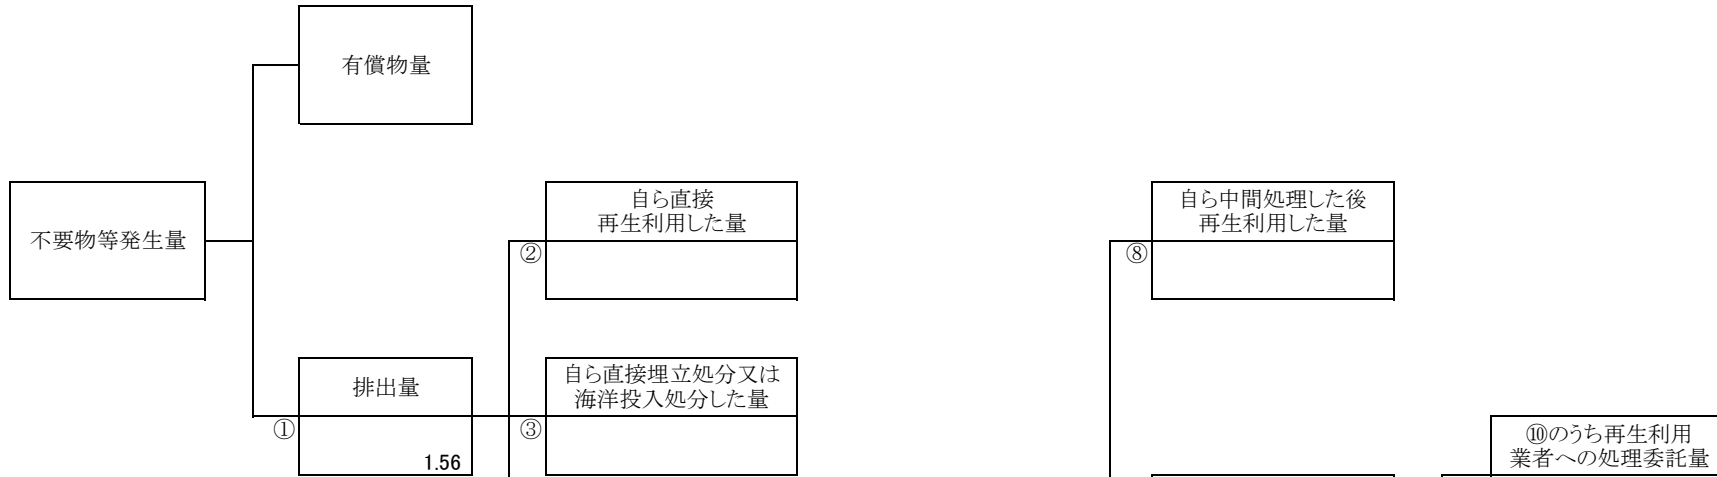 有償物量
不要物等発生量
自ら直接
再生利用した量
②
自ら中間処理した後
再生利用した量
⑧
排出量
①
1.56
自ら直接埋立処分又は
海洋投入処分した量
③
⑩のうち再生利用
業者への処理委託量